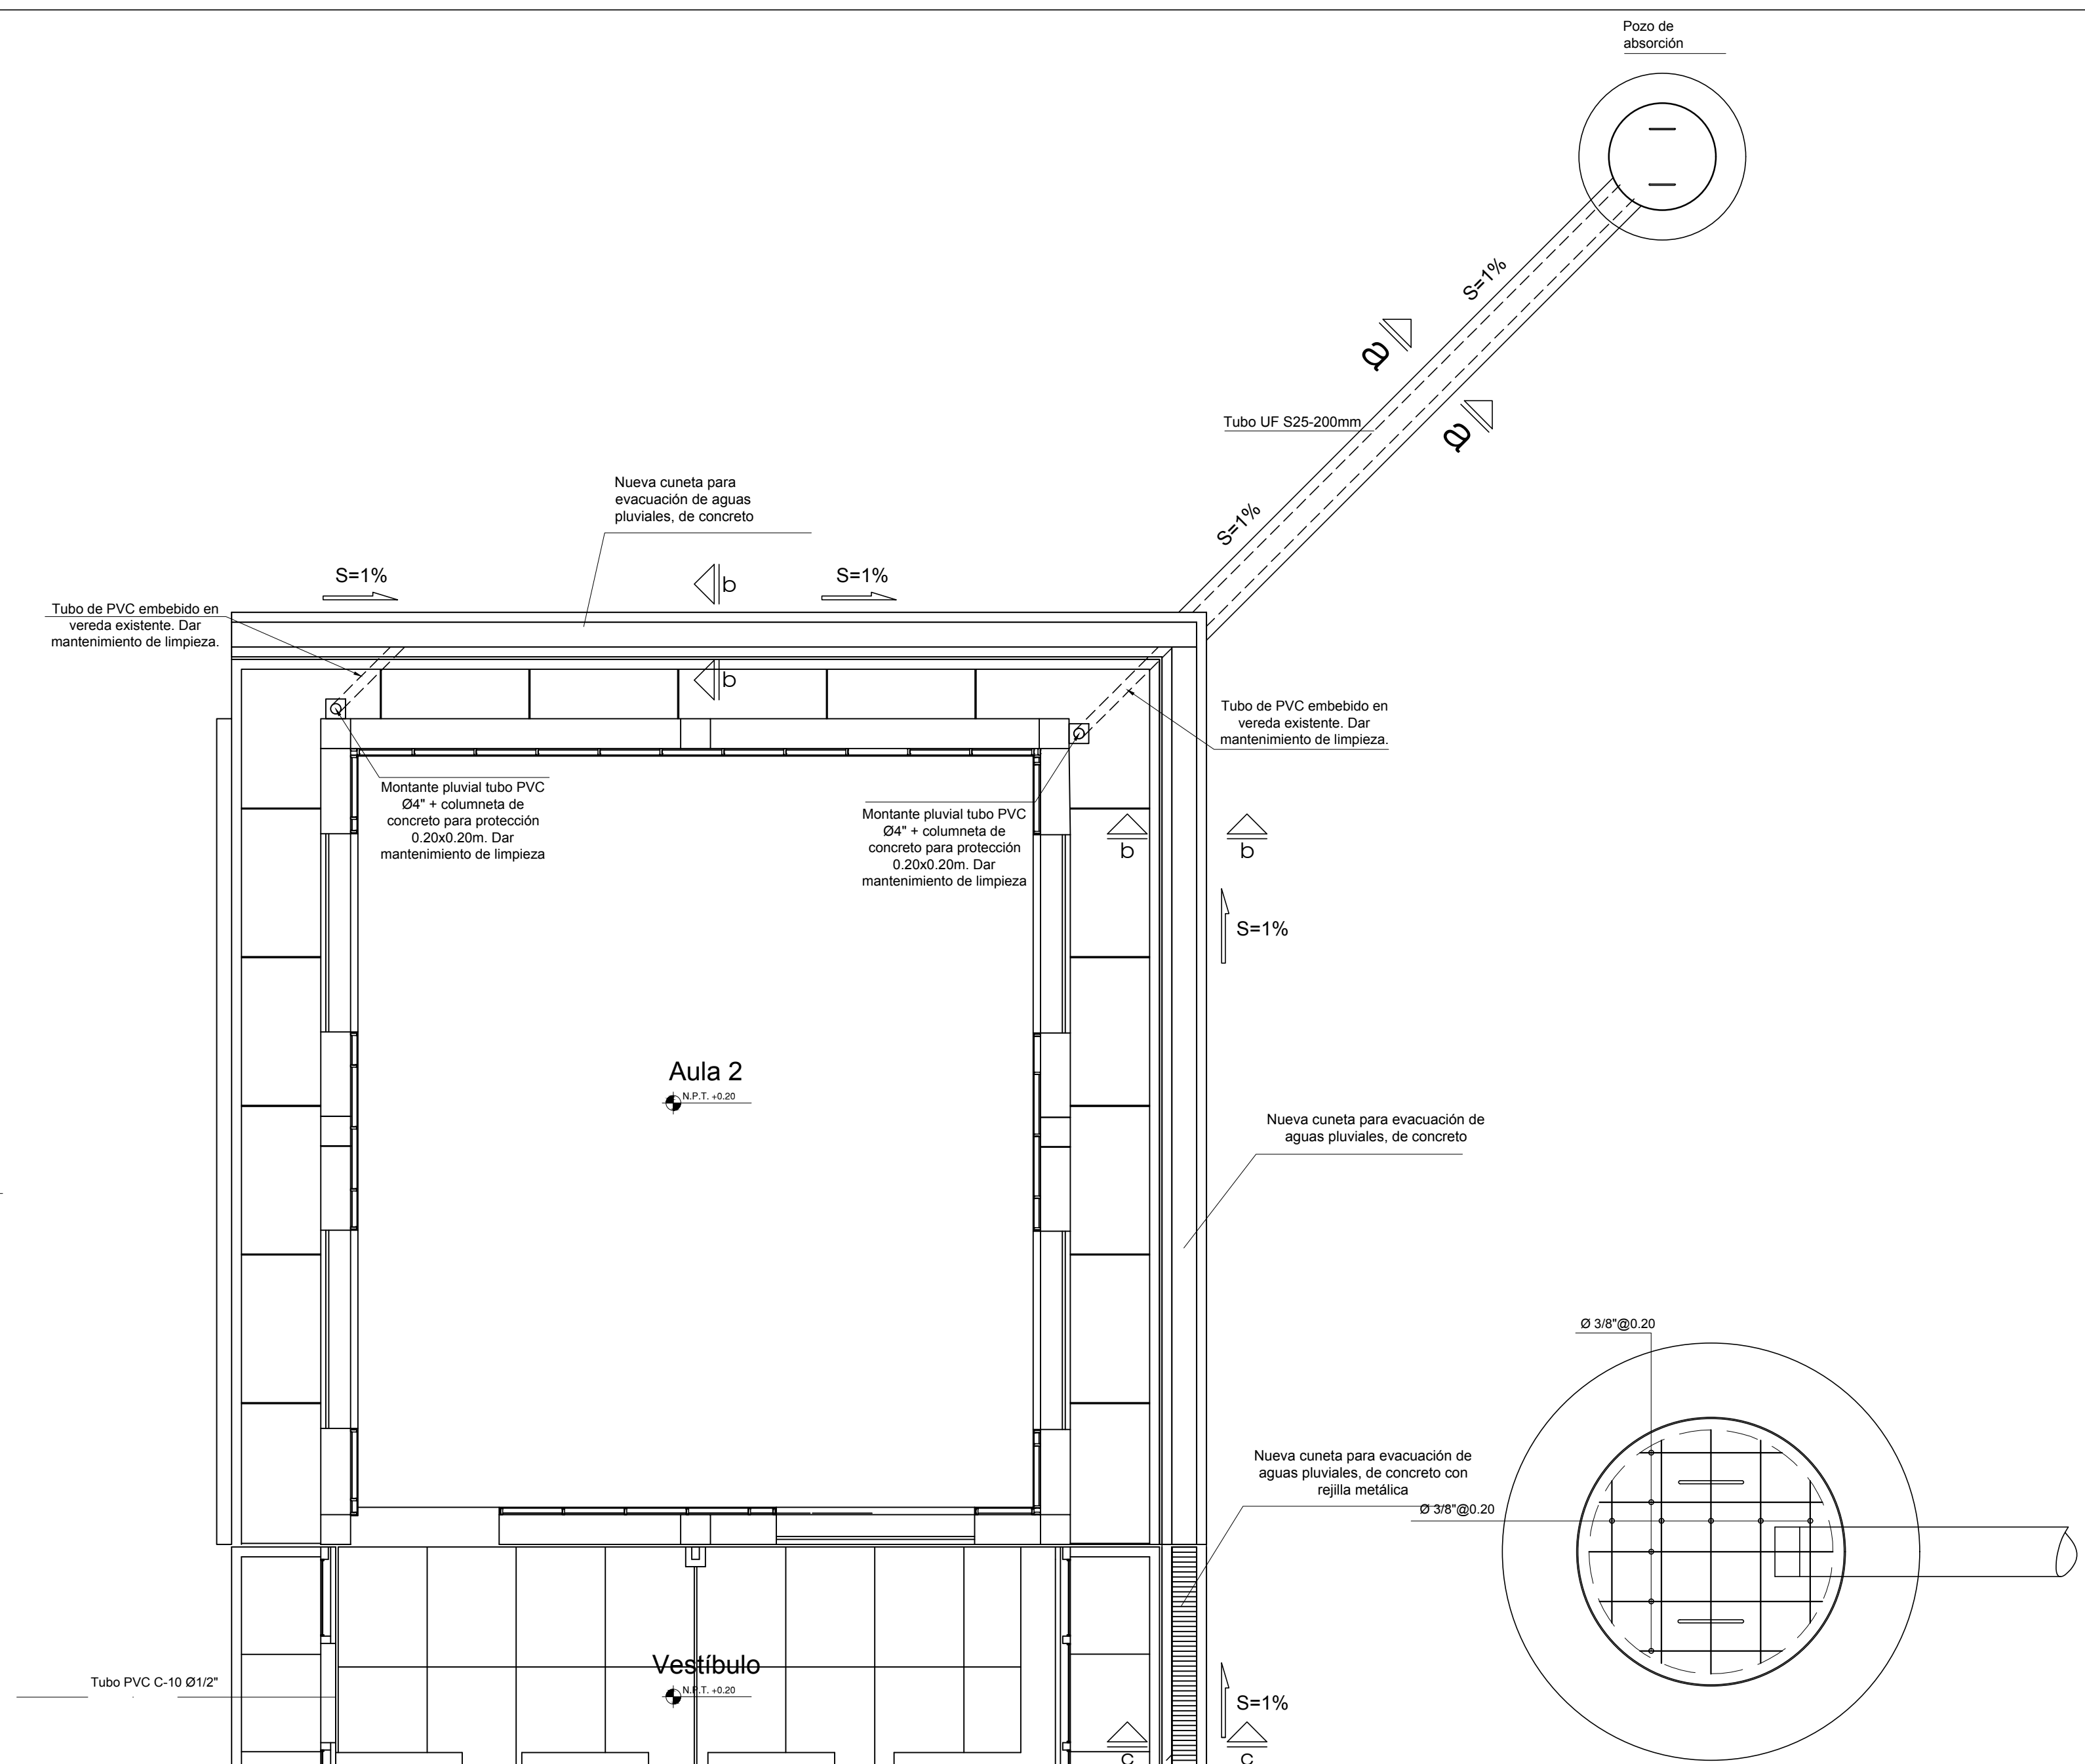 Pozo de
absorción
S=1%
a
Tubo UF S25-200mm
a
S=1%
Nueva cuneta para
evacuación de aguas
pluviales, de concreto
S=1%
b
S=1%
Tubo de PVC embebido en
vereda existente. Dar
mantenimiento de limpieza.
b
Tubo de PVC embebido en
vereda existente. Dar
mantenimiento de limpieza.
Montante pluvial tubo PVC
Ø4" + columneta de
concreto para protección
0.20x0.20m. Dar
mantenimiento de limpieza
Montante pluvial tubo PVC
Ø4" + columneta de
concreto para protección
0.20x0.20m. Dar
mantenimiento de limpieza
b
b
S=1%
Aula 2
N.P.T. +0.20
Nueva cuneta para evacuación de
aguas pluviales, de concreto
Ø 3/8"@0.20
Nueva cuneta para evacuación de
aguas pluviales, de concreto con
rejilla metálica
Ø 3/8"@0.20
Vestíbulo
N.P.T. +0.20
Tubo PVC C-10 Ø1/2"
S=1%
c
c